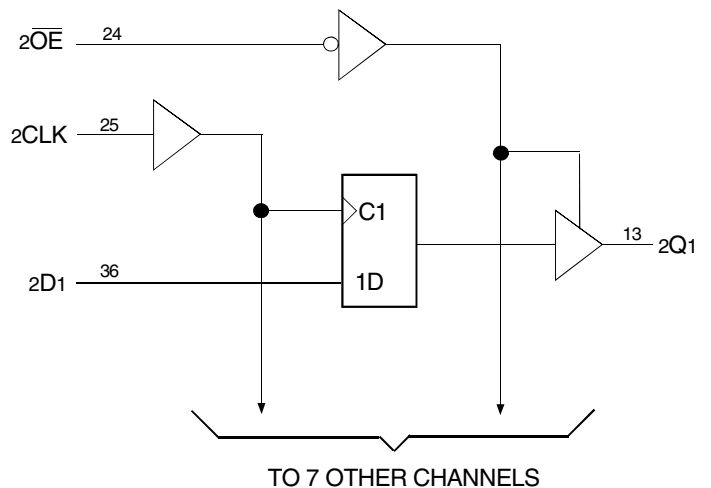 2OE 24
2CLK 25
C1
13 2Q1
2D1 36
1D
TO 7 OTHER CHANNELS